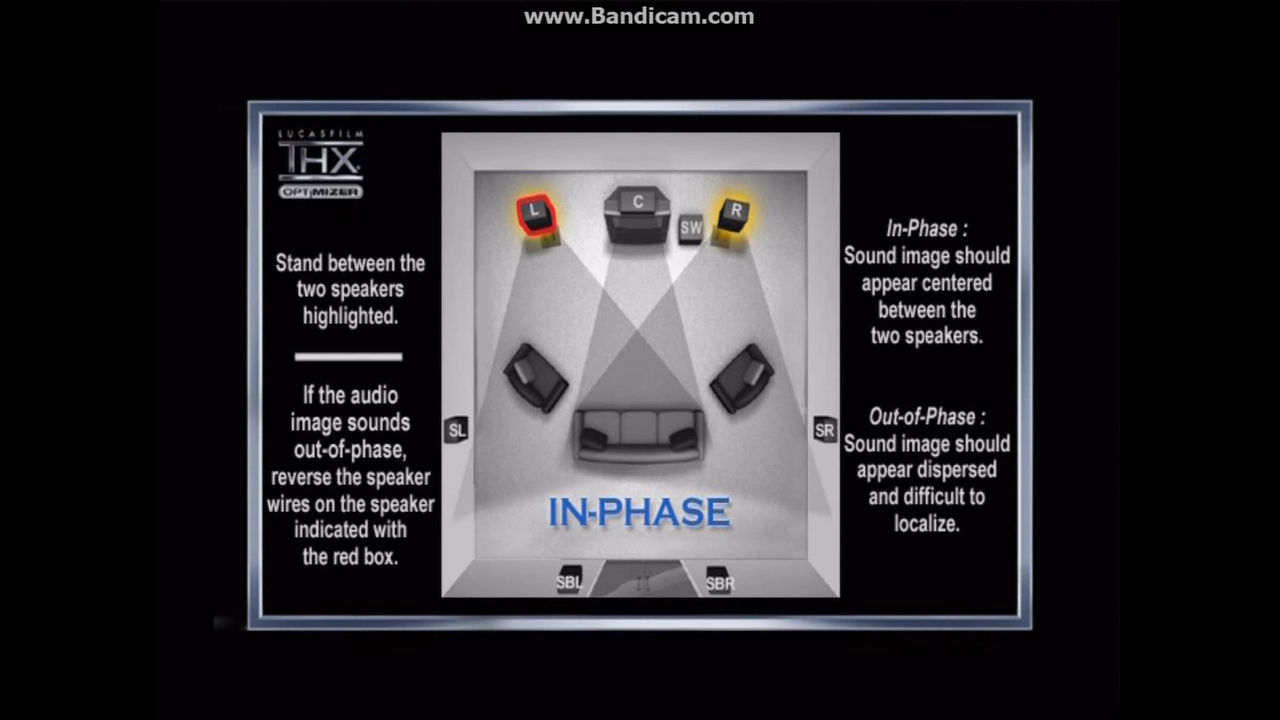 www.Bandicam.com
LUCASFILM
THX
OPTIMIZER
Stand between the
two speakers
highlighted.
If the audio
image sounds
out-of-phase,
reverse the speaker
wires on the speaker
indicated with
the red box.
L
C
R
SW
SL
SR
IN-PHASE
SBL
SBR
In-Phase :
Sound image should
appear centered
between the
two speakers.
Out-of-Phase :
Sound image should
appear dispersed
and difficult to
localize.